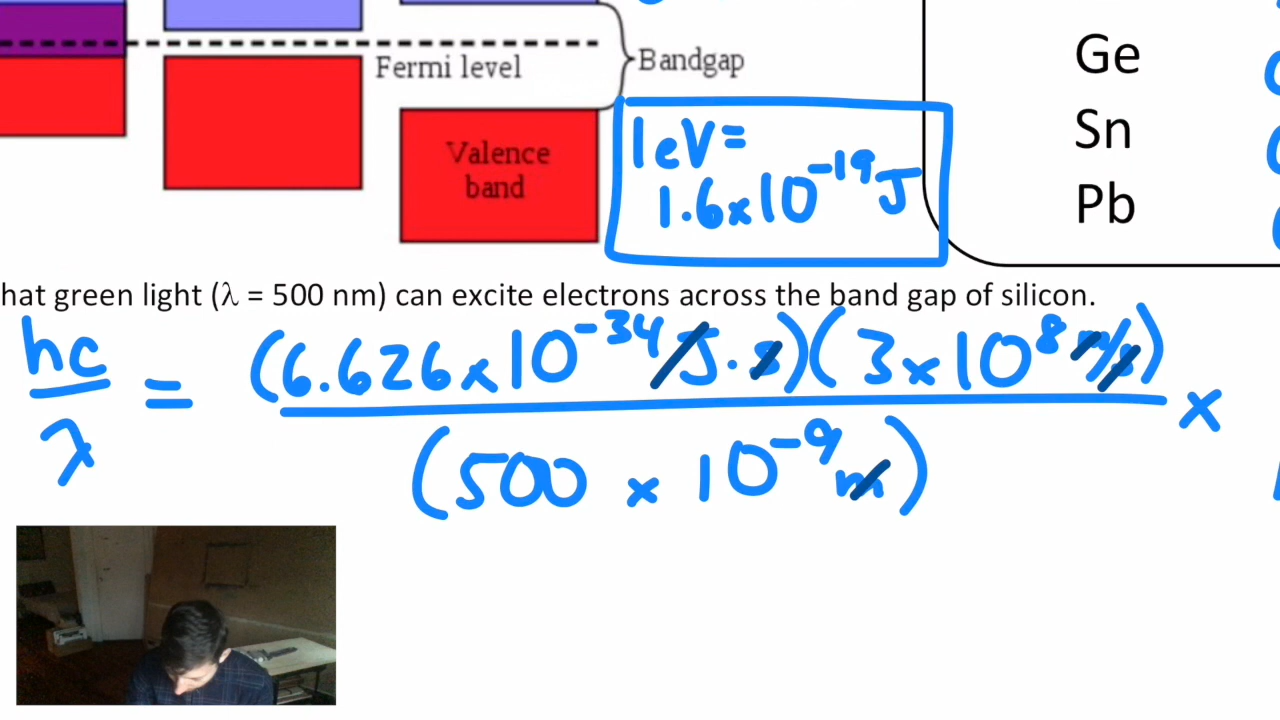 Fermi level
Bandgap
Valence
band
1eV=
1.6x10^-19 J
Ge
Sn
Pb
hat green light (λ = 500 nm) can excite electrons across the band gap of silicon.
hc/λ = (6.626x10^-34 J·s)(3x10^8 m/s)/(500 x 10^-9 m) x